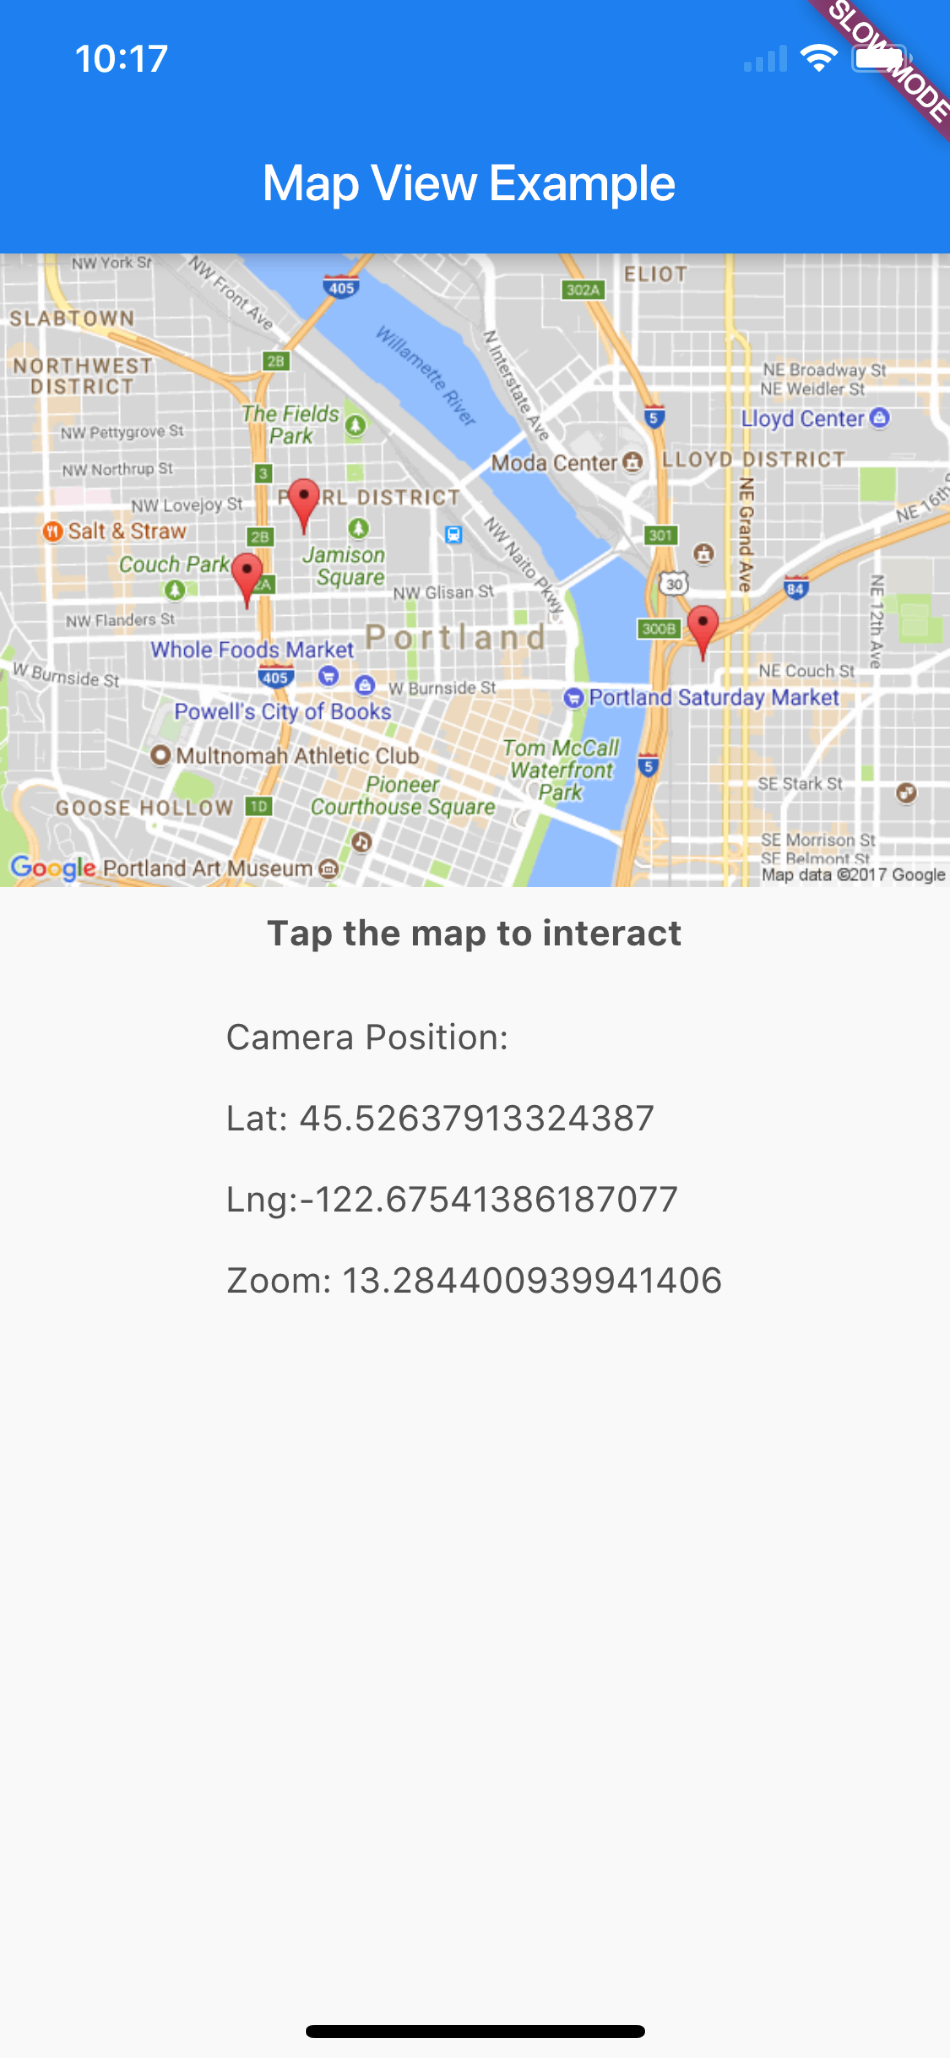 10:17
SLOW MODE
Map View Example
NW York St
NW Front Ave
405
302A
ELIOT
SLABTOWN
Willamette River
N Interstate Ave
NORTHWEST
DISTRICT
2B
NE Broadway St
NE Weidler St
The Fields
Park
5
Lloyd Center
NW Pettygrove St
Moda Center
LLOYD DISTRICT
NW Northrup St
3
NE Grand Ave
NE 16th
NW Lovejoy St
P RL DISTRICT
Salt & Straw
2B
NW Naito Pkwy
301
Jamison
Square
Couch Park
2A
30
84
NE 12th Ave
NW Glisan St
NW Flanders St
Portland
300B
Whole Foods Market
W Burnside St
405
W Burnside St
NE Couch St
Portland Saturday Market
Powell's City of Books
Multnomah Athletic Club
Tom McCall
Waterfront
Park
5
Pioneer
Courthouse Square
SE Stark St
GOOSE HOLLOW
1D
SE Morrison St
SE Belmont St
Google
Portland Art Museum
Map data ©2017 Google
Tap the map to interact
Camera Position:
Lat: 45.52637913324387
Lng:-122.67541386187077
Zoom: 13.284400939941406